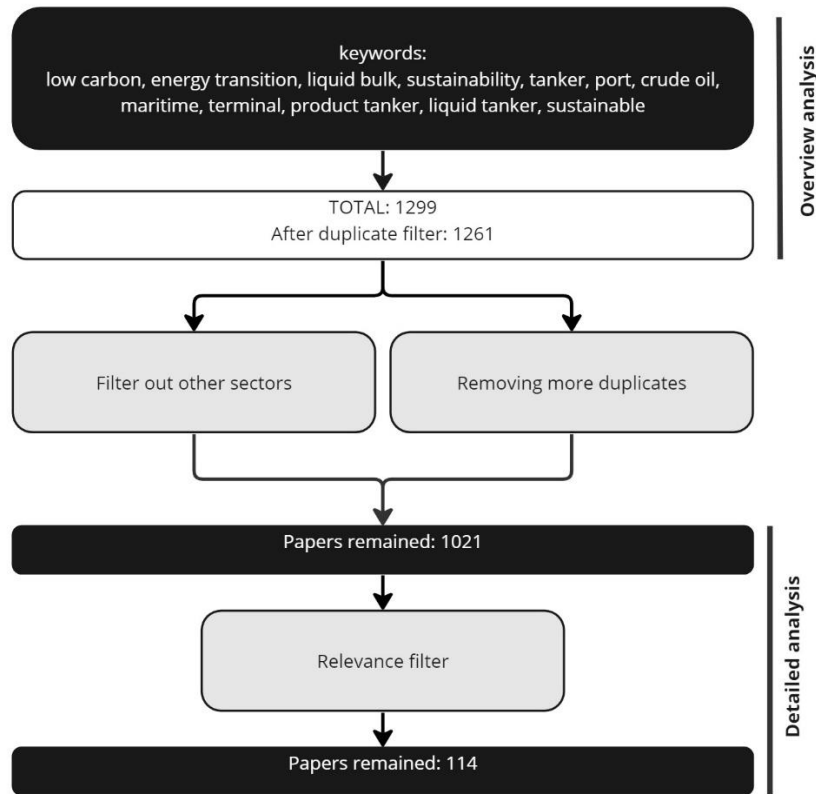 keywords:
low carbon, energy transition, liquid bulk, sustainability, tanker, port, crude oil,
maritime, terminal, product tanker, liquid tanker, sustainable
Overview analysis
TOTAL: 1299
After duplicate filter: 1261
Filter out other sectors
Removing more duplicates
Papers remained: 1021
Relevance filter
Detailed analysis
Papers remained: 114